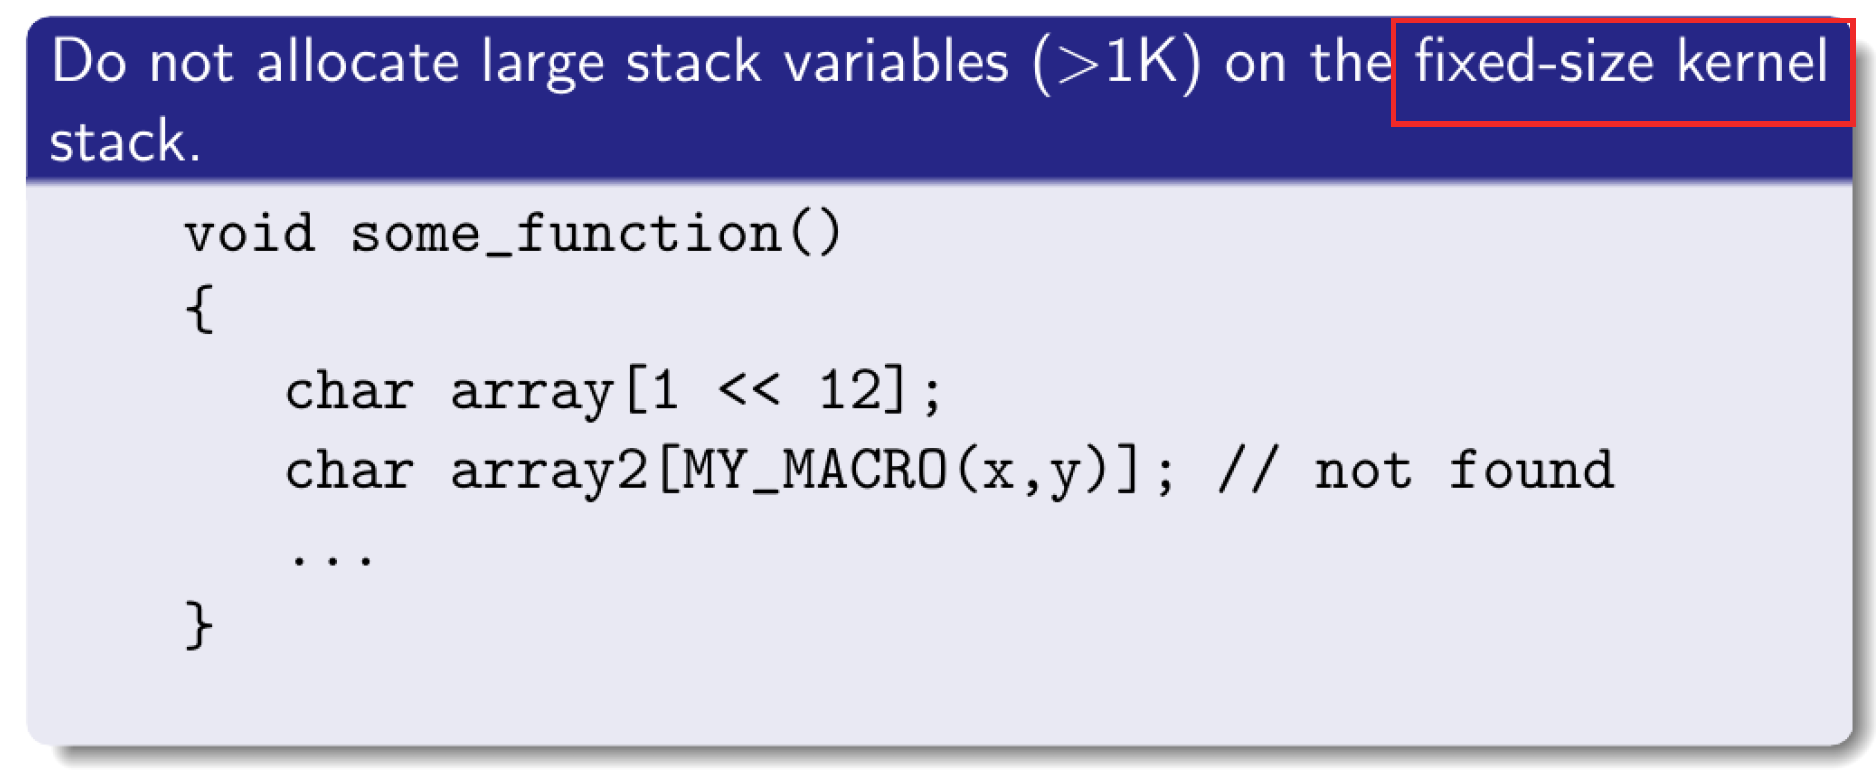 Do not allocate large stack variables (>1K) on the fixed-size kernel
stack.
void some_function()
{
char array[1 << 12];
char array2[MY_MACRO(x,y)]; // not found
...
}